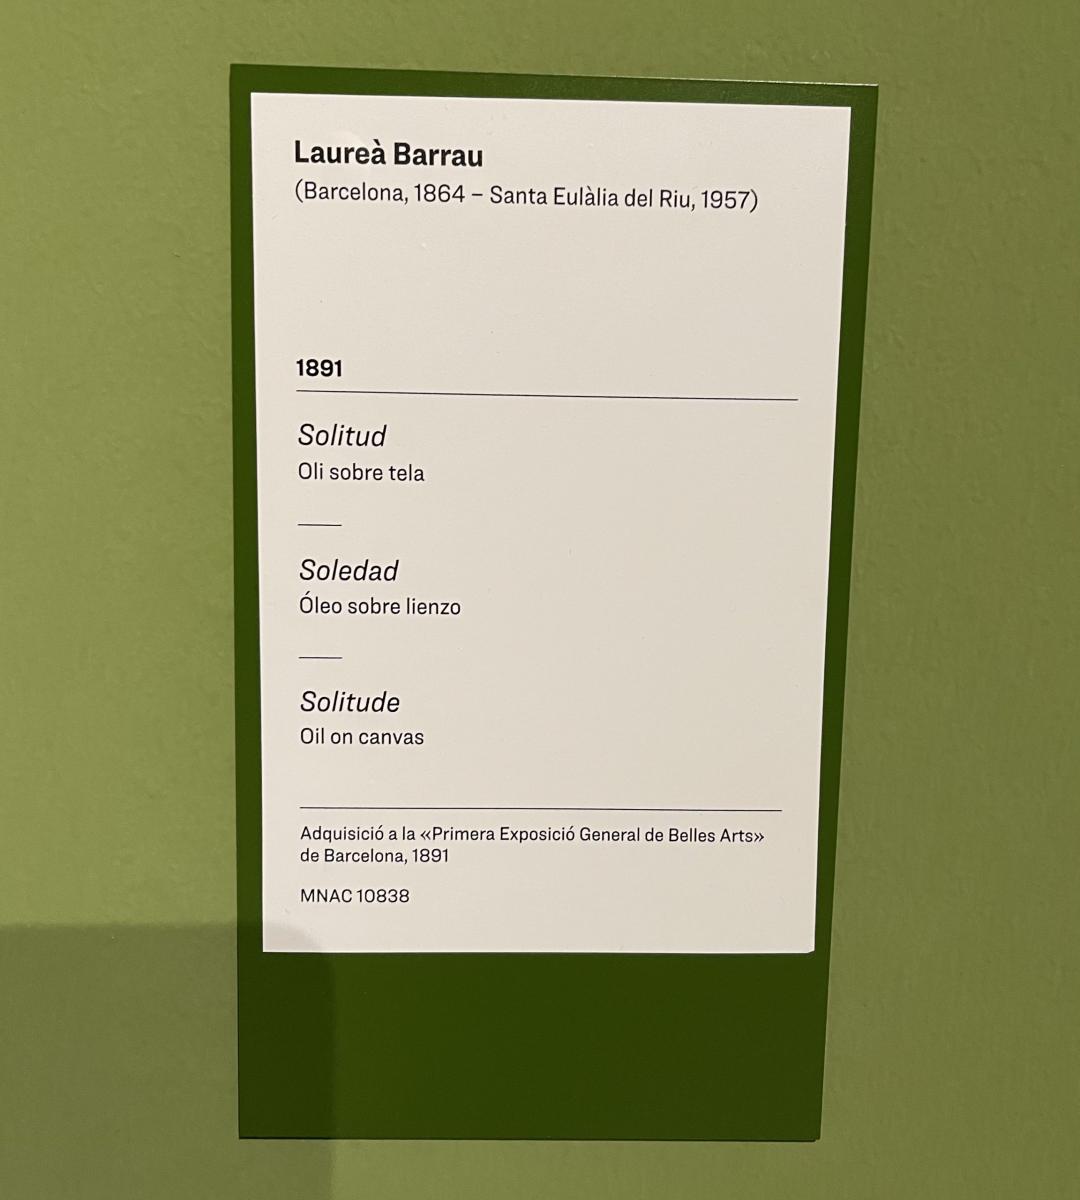 Laureà Barrau
(Barcelona, 1864 – Santa Eulàlia del Riu, 1957)
1891
Solitud
Oli sobre tela
Soledad
Óleo sobre lienzo
Solitude
Oil on canvas
Adquisició a la «Primera Exposició General de Belles Arts»
de Barcelona, 1891
MNAC 10838